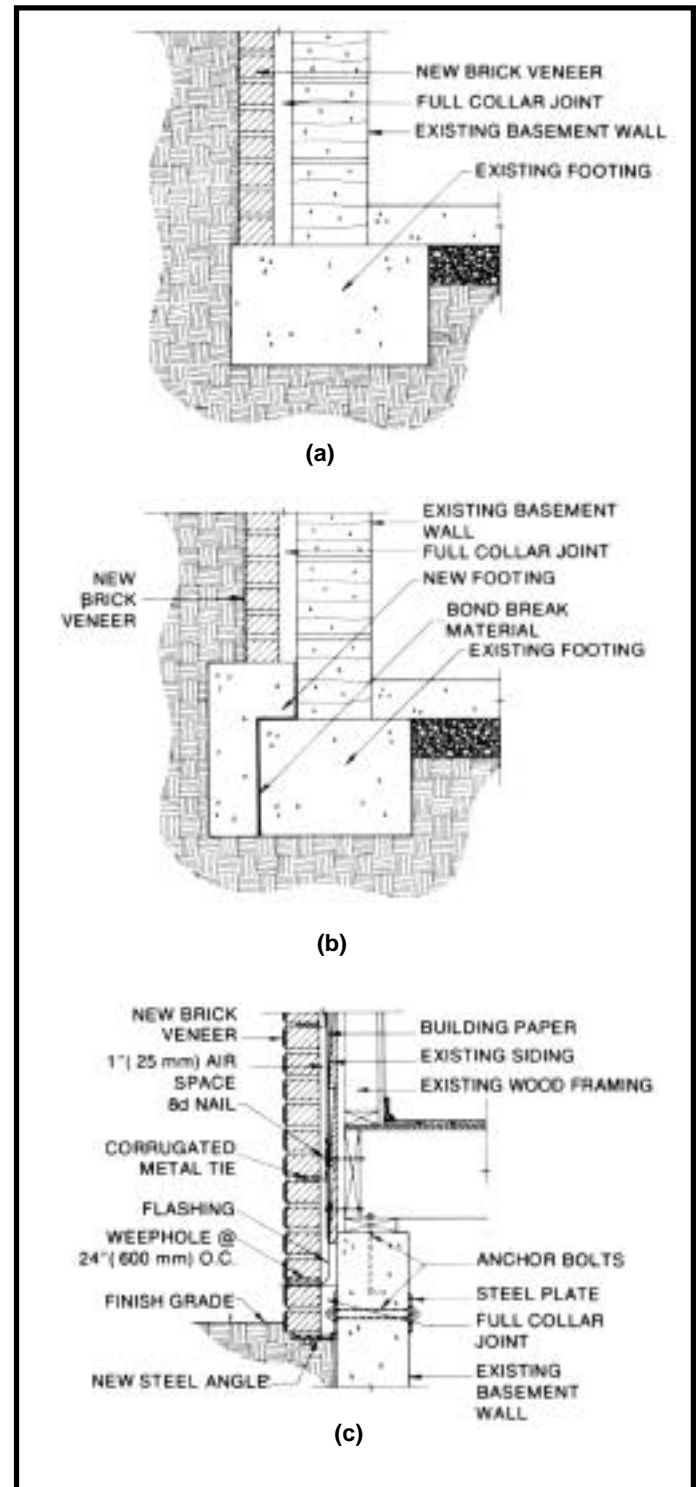 NEW BRICK VENEER
FULL COLLAR JOINT
EXISTING BASEMENT WALL
EXISTING FOOTING
(a)
EXISTING BASEMENT
WALL
FULL COLLAR JOINT
NEW FOOTING
NEW
BRICK
VENEER
BOND BREAK
MATERIAL
EXISTING FOOTING
(b)
NEW BRICK
VENEER
1"(25 mm) AIR
SPACE
8d NAIL
CORRUGATED
METAL TIE
FLASHING
WEEPHOLE @
24"(600 mm) O.C.
FINISH GRADE
NEW STEEL ANGLE
BUILDING PAPER
EXISTING SIDING
EXISTING WOOD FRAMING
ANCHOR BOLTS
STEEL PLATE
FULL COLLAR
JOINT
EXISTING
BASEMENT
WALL
(c)